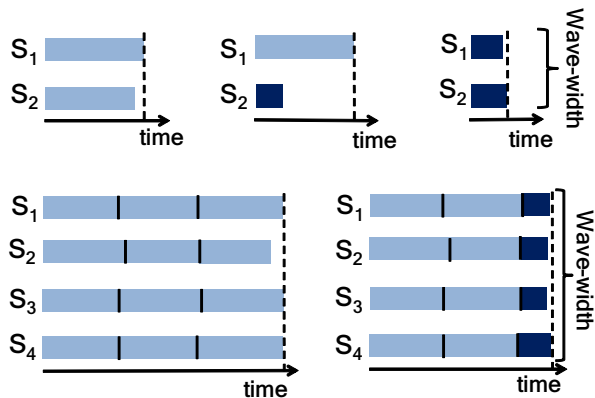 S₁
S₂
time
S₁
S₂
time
S₁
S₂
time
Wave-width
S₁
S₂
S₃
S₄
time
S₁
S₂
S₃
S₄
time
Wave-width